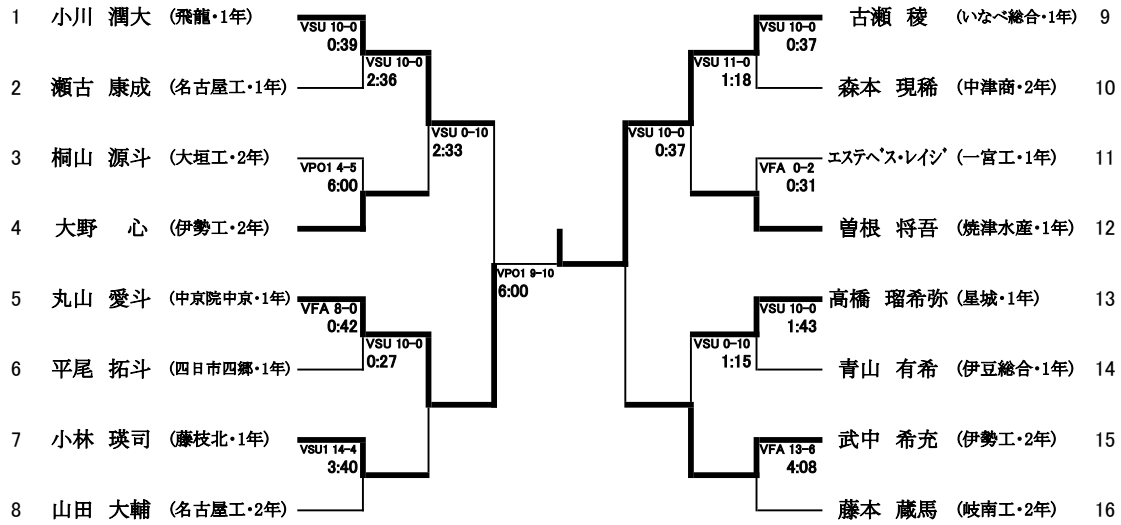 1 小川 潤大 (飛龍・1年)
VSU 10-0
0:39
2 瀬古 康成 (名古屋工・1年)
VSU 10-0
2:36
3 桐山 源斗 (大垣工・2年)
VPO1 4-5
6:00
4 大野 心 (伊勢工・2年)
VSU 0-10
2:33
5 丸山 愛斗 (中京院中京・1年)
VFA 8-0
0:42
6 平尾 拓斗 (四日市四郷・1年)
VSU 10-0
0:27
7 小林 瑛司 (藤枝北・1年)
VSU1 14-4
3:40
8 山田 大輔 (名古屋工・2年)
VPO1 9-10
6:00
古瀬 稜 (いなべ総合・1年) 9
VSU 10-0
0:37
森本 現稀 (中津商・2年) 10
VSU 11-0
1:18
エステベス・レイジ (一宮工・1年) 11
VFA 0-2
0:31
曽根 将吾 (焼津水産・1年) 12
VSU 10-0
0:37
高橋 瑠希弥 (星城・1年) 13
VSU 10-0
1:43
青山 有希 (伊豆総合・1年) 14
VSU 0-10
1:15
武中 希充 (伊勢工・2年) 15
VFA 13-6
4:08
藤本 蔵馬 (岐南工・2年) 16